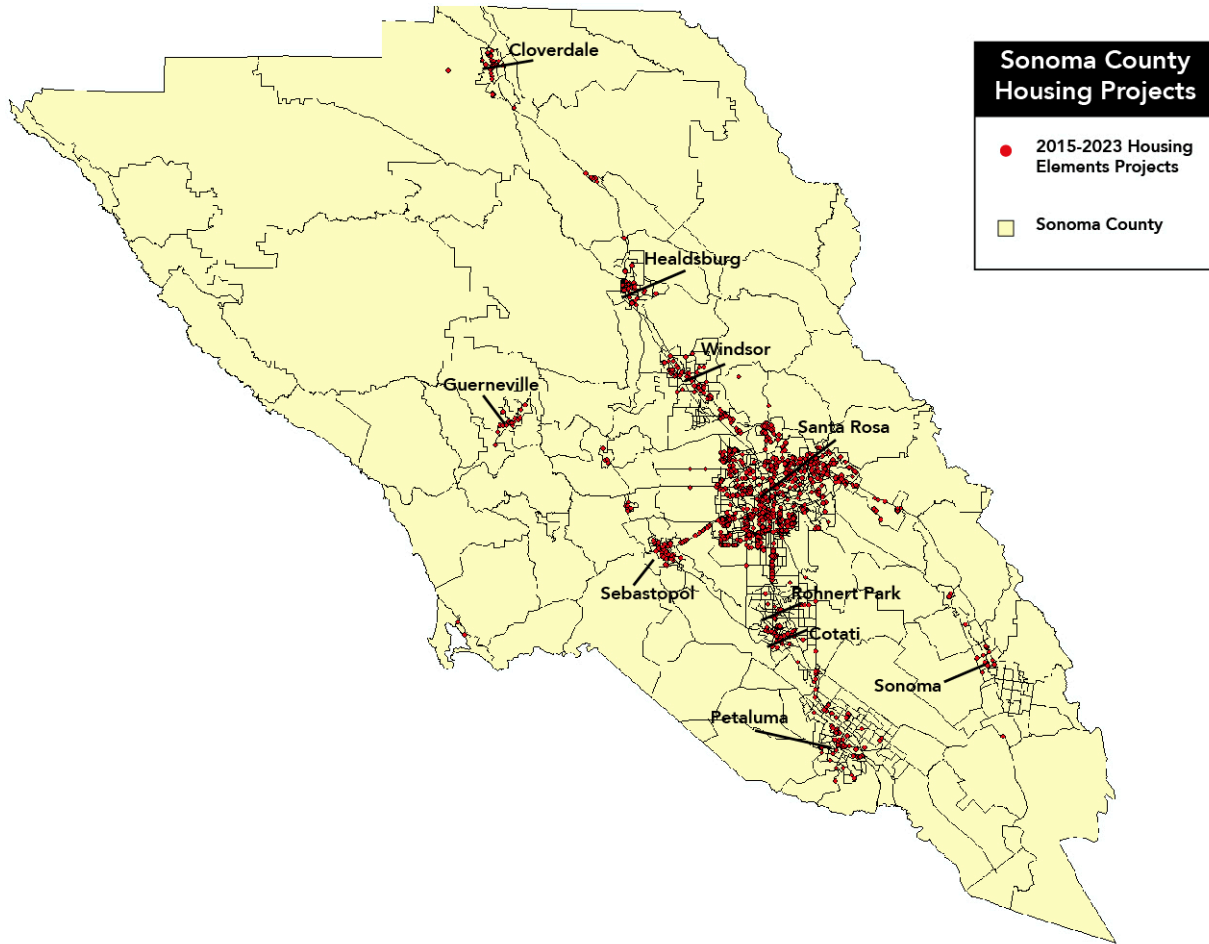 Cloverdale
Sonoma County
Housing Projects
2015-2023 Housing
Elements Projects
Sonoma County
Healdsburg
Windsor
Guerneville
Santa Rosa
Sebastopol
Rohnert Park
Cotati
Sonoma
Petaluma